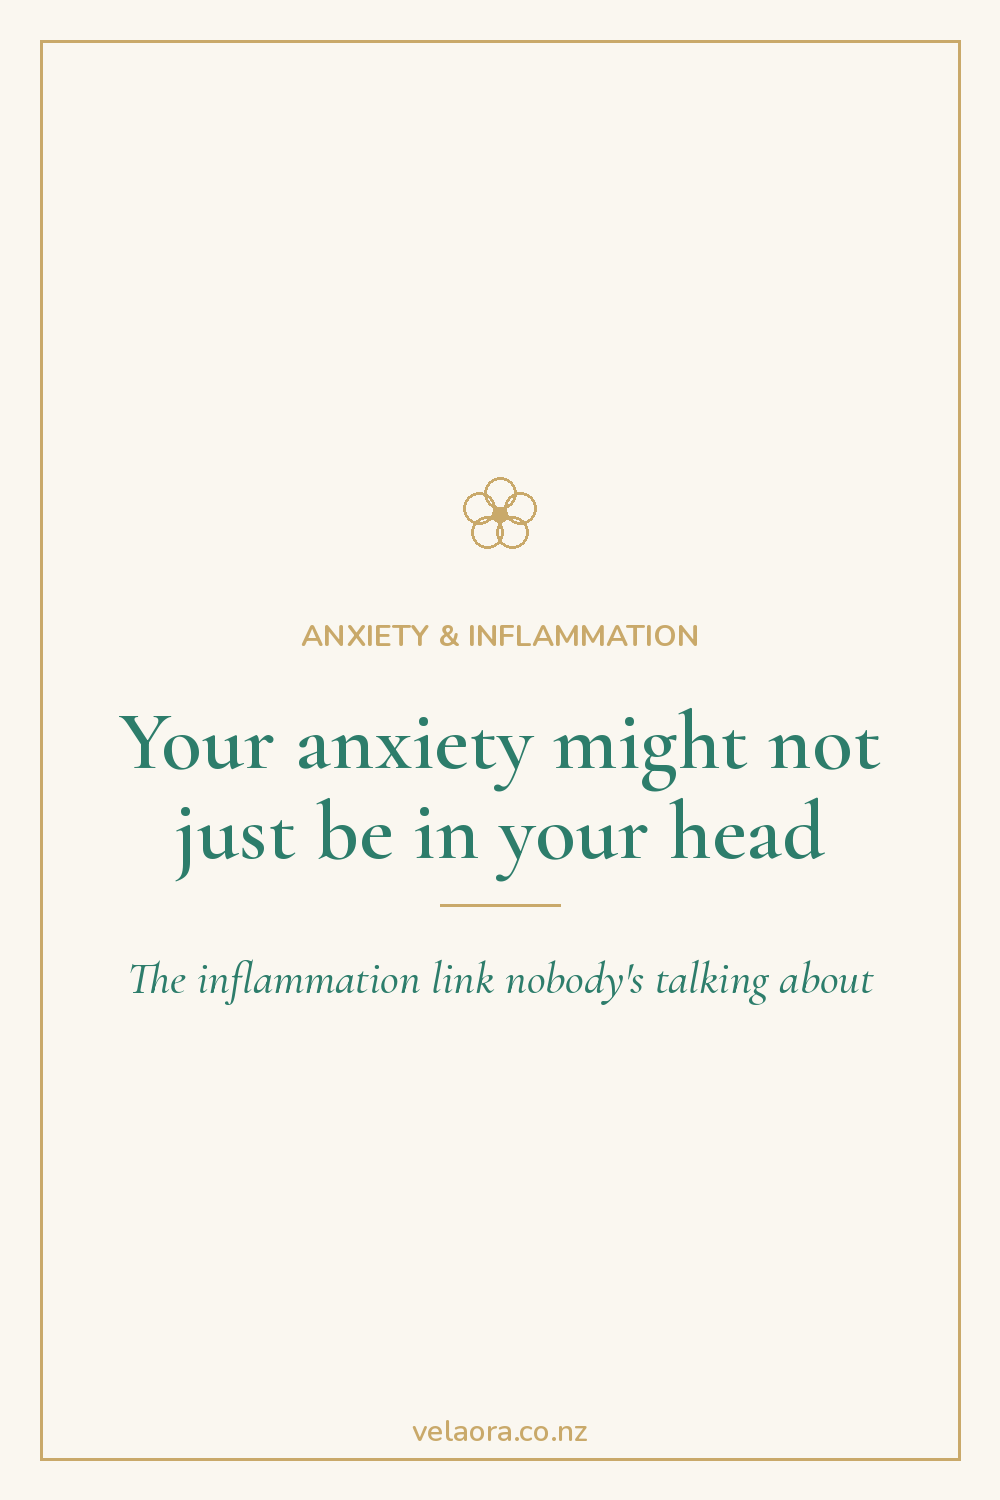 ANXIETY & INFLAMMATION
Your anxiety might not
just be in your head
The inflammation link nobody's talking about
velaora.co.nz